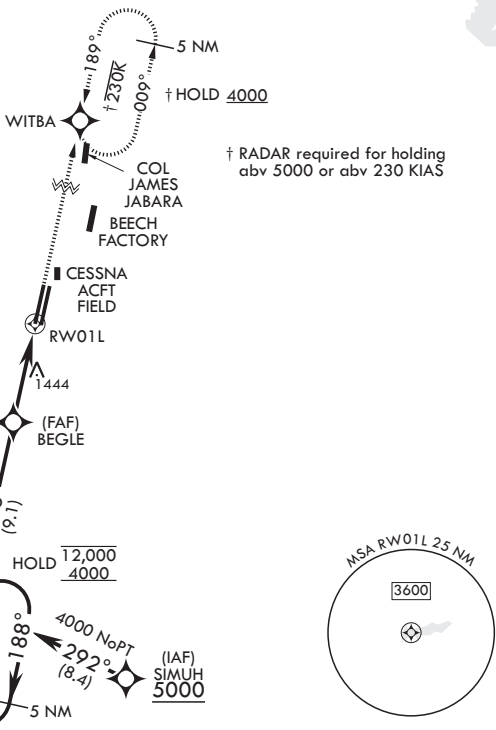 5 NM
189°
†230K
009°
† HOLD 4000
WITBA
† RADAR required for holding
abv 5000 or abv 230 KIAS
COL
JAMES
JABARA
BEECH
FACTORY
CESSNA
ACFT
FIELD
RW01L
1444
(FAF)
BEGLE
(9.1)
HOLD 12,000
4000
MSA RW01L 25 NM
3600
4000 NoPT
292°
(8.4)
188°
(IAF)
SIMUH
5000
5 NM